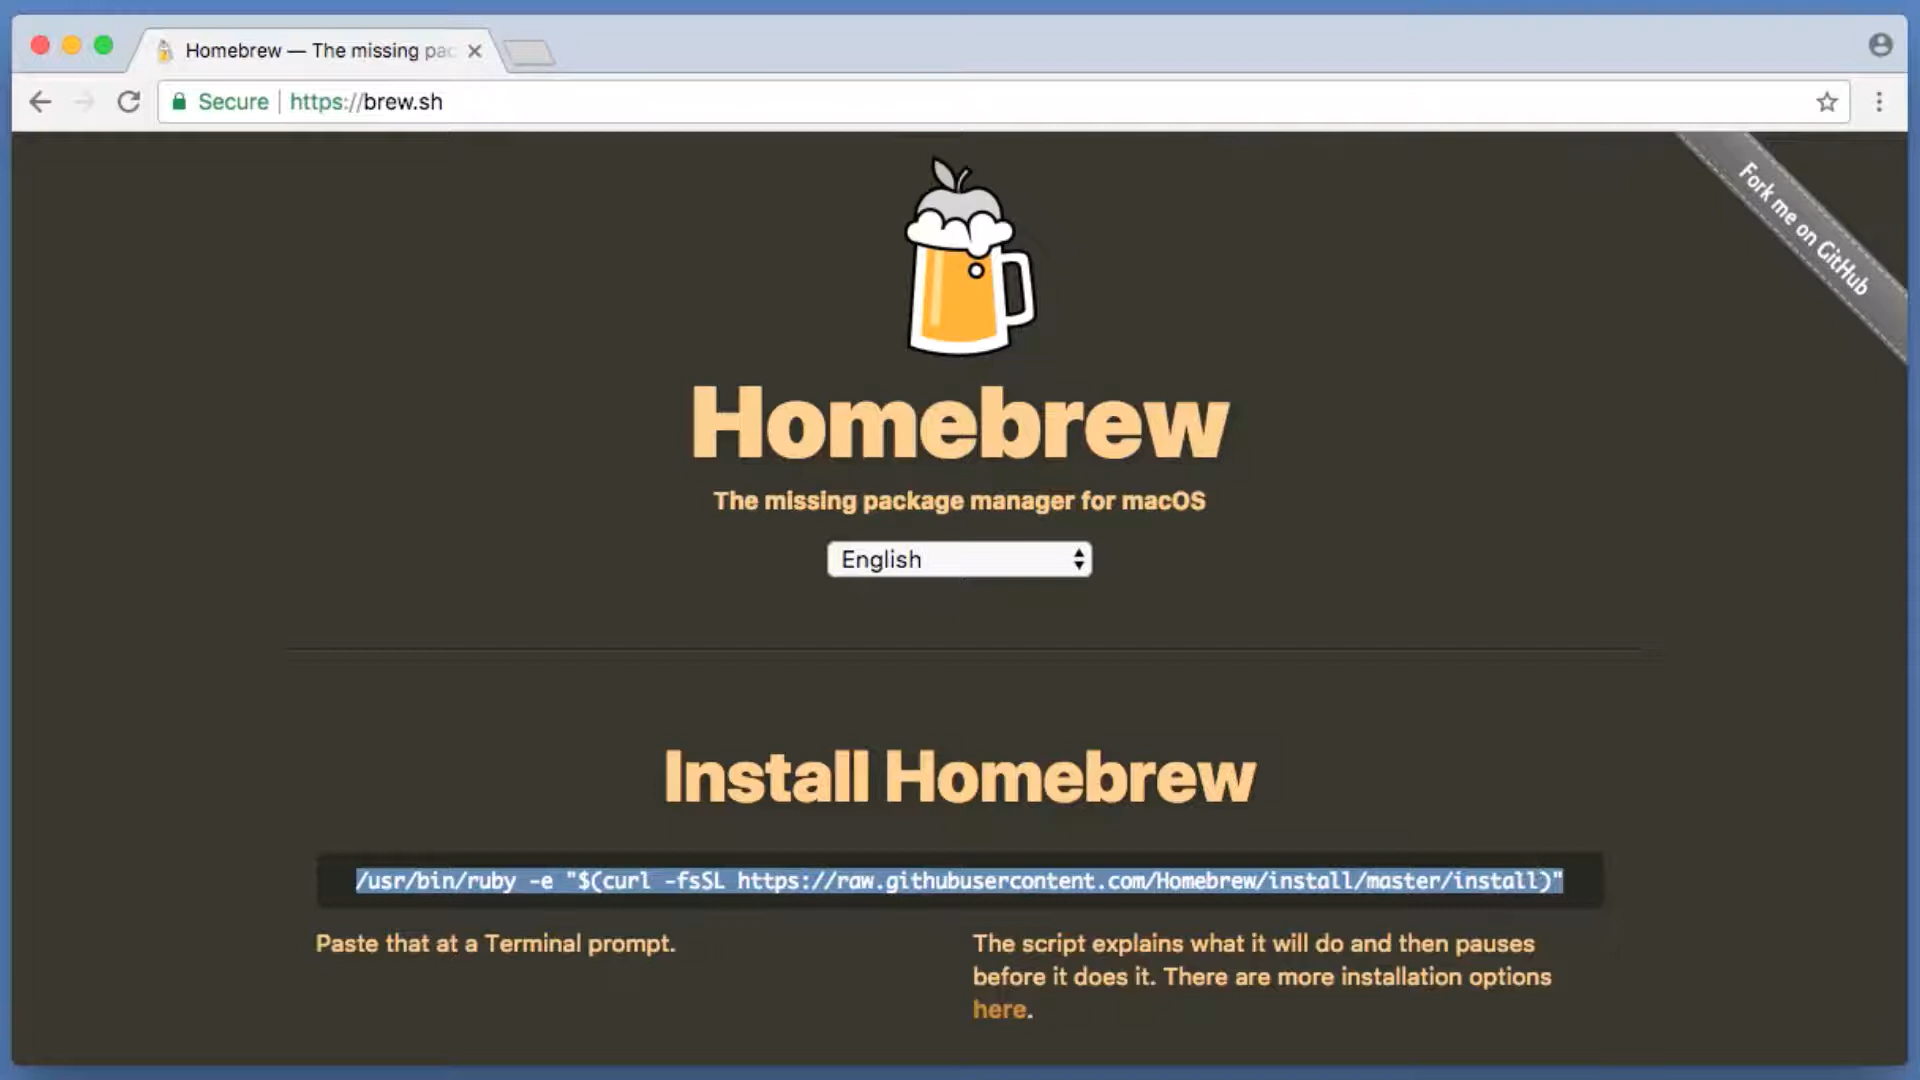 Homebrew — The missing pac
Secure | https://brew.sh
Fork me on GitHub
Homebrew
The missing package manager for macOS
English
Install Homebrew
/usr/bin/ruby -e "$(curl -fsSL https://raw.githubusercontent.com/Homebrew/install/master/install)"
Paste that at a Terminal prompt.
The script explains what it will do and then pauses
before it does it. There are more installation options
here.